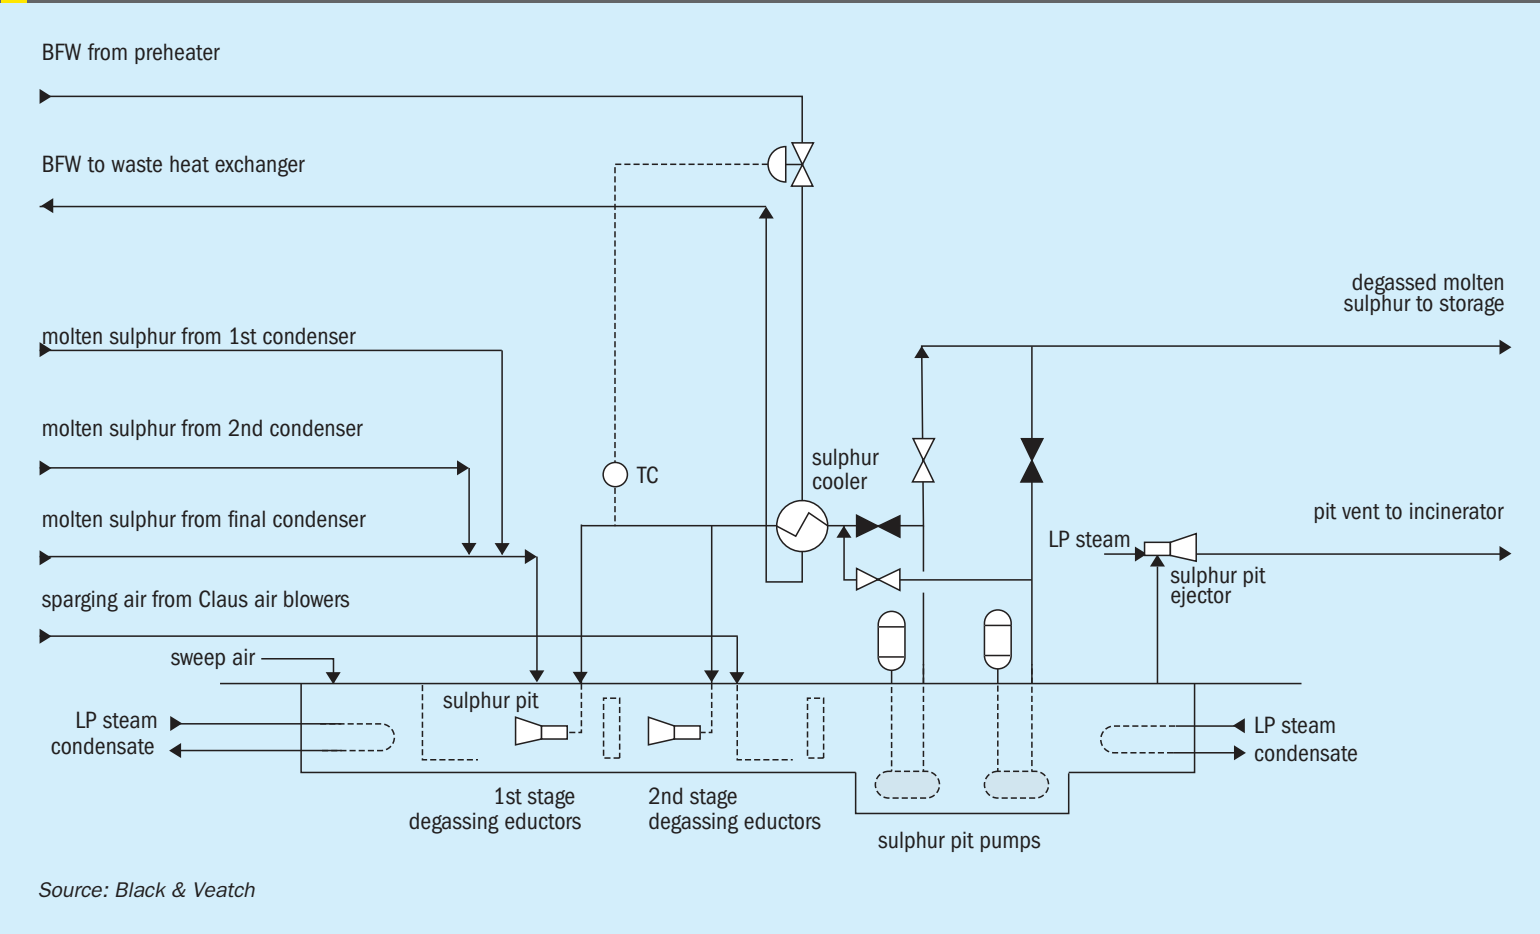 BFW from preheater
BFW to waste heat exchanger
degassed molten
sulphur to storage
molten sulphur from 1st condenser
molten sulphur from 2nd condenser
sulphur
cooler
TC
molten sulphur from final condenser
pit vent to incinerator
LP steam
sulphur pit
ejector
sparging air from Claus air blowers
sweep air
sulphur pit
LP steam
condensate
LP steam
condensate
1st stage
degassing eductors
2nd stage
degassing eductors
sulphur pit pumps
Source: Black & Veatch